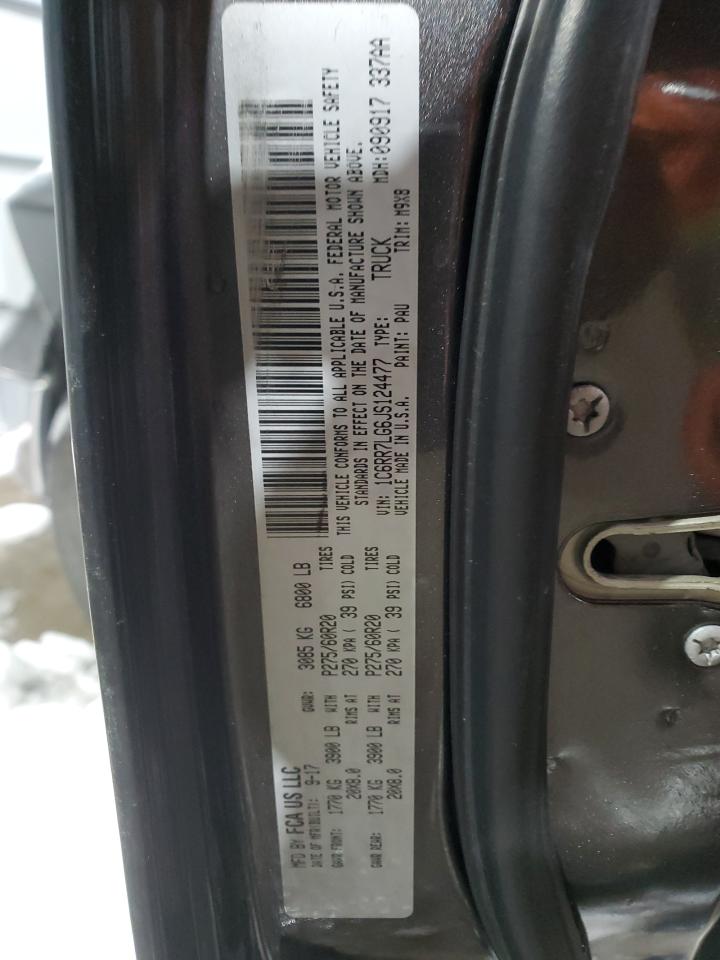 MFD BY FCA US LLC
DATE OF MFR(BUILT): 9-17 GVWR: 3085 KG 6800 LB
GAWR FRONT: 1770 KG 3900 LB WITH P275/60R20 TIRES
20X8.0 RIMS AT 270 KPA ( 39 PSI) COLD
GAWR REAR: 1770 KG 3900 LB WITH P275/60R20 TIRES
20X8.0 RIMS AT 270 KPA ( 39 PSI) COLD
THIS VEHICLE CONFORMS TO ALL APPLICABLE U.S.A. FEDERAL MOTOR VEHICLE SAFETY
STANDARDS IN EFFECT ON THE DATE OF MANUFACTURE SHOWN ABOVE.
VIN: 1C6RR7LG6JS124477 TYPE: TRUCK MDH:090917 337AA
VEHICLE MADE IN U.S.A. PAINT: PAU TRIM: M9X8